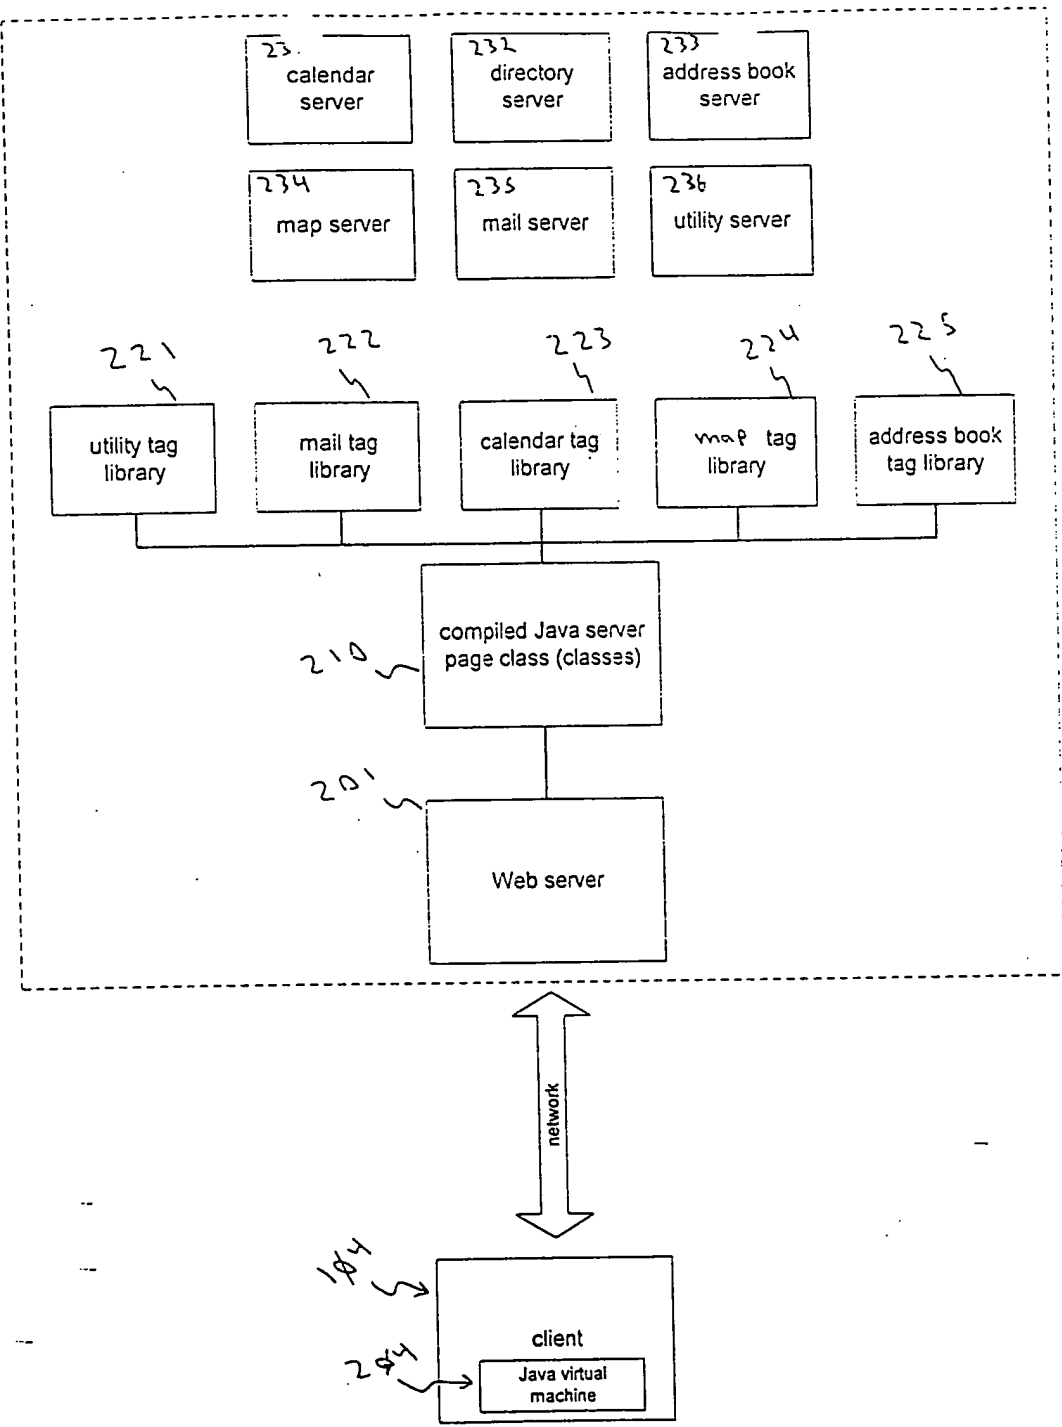 232
233
calendar
server
directory
server
address book
server
234
235
236
map server
mail server
utility server
221
222
223
224
225
utility tag
library
mail tag
library
calendar tag
library
map tag
library
address book
tag library
compiled Java server
page class (classes)
210
201
Web server
network
104
client
204
Java virtual
machine